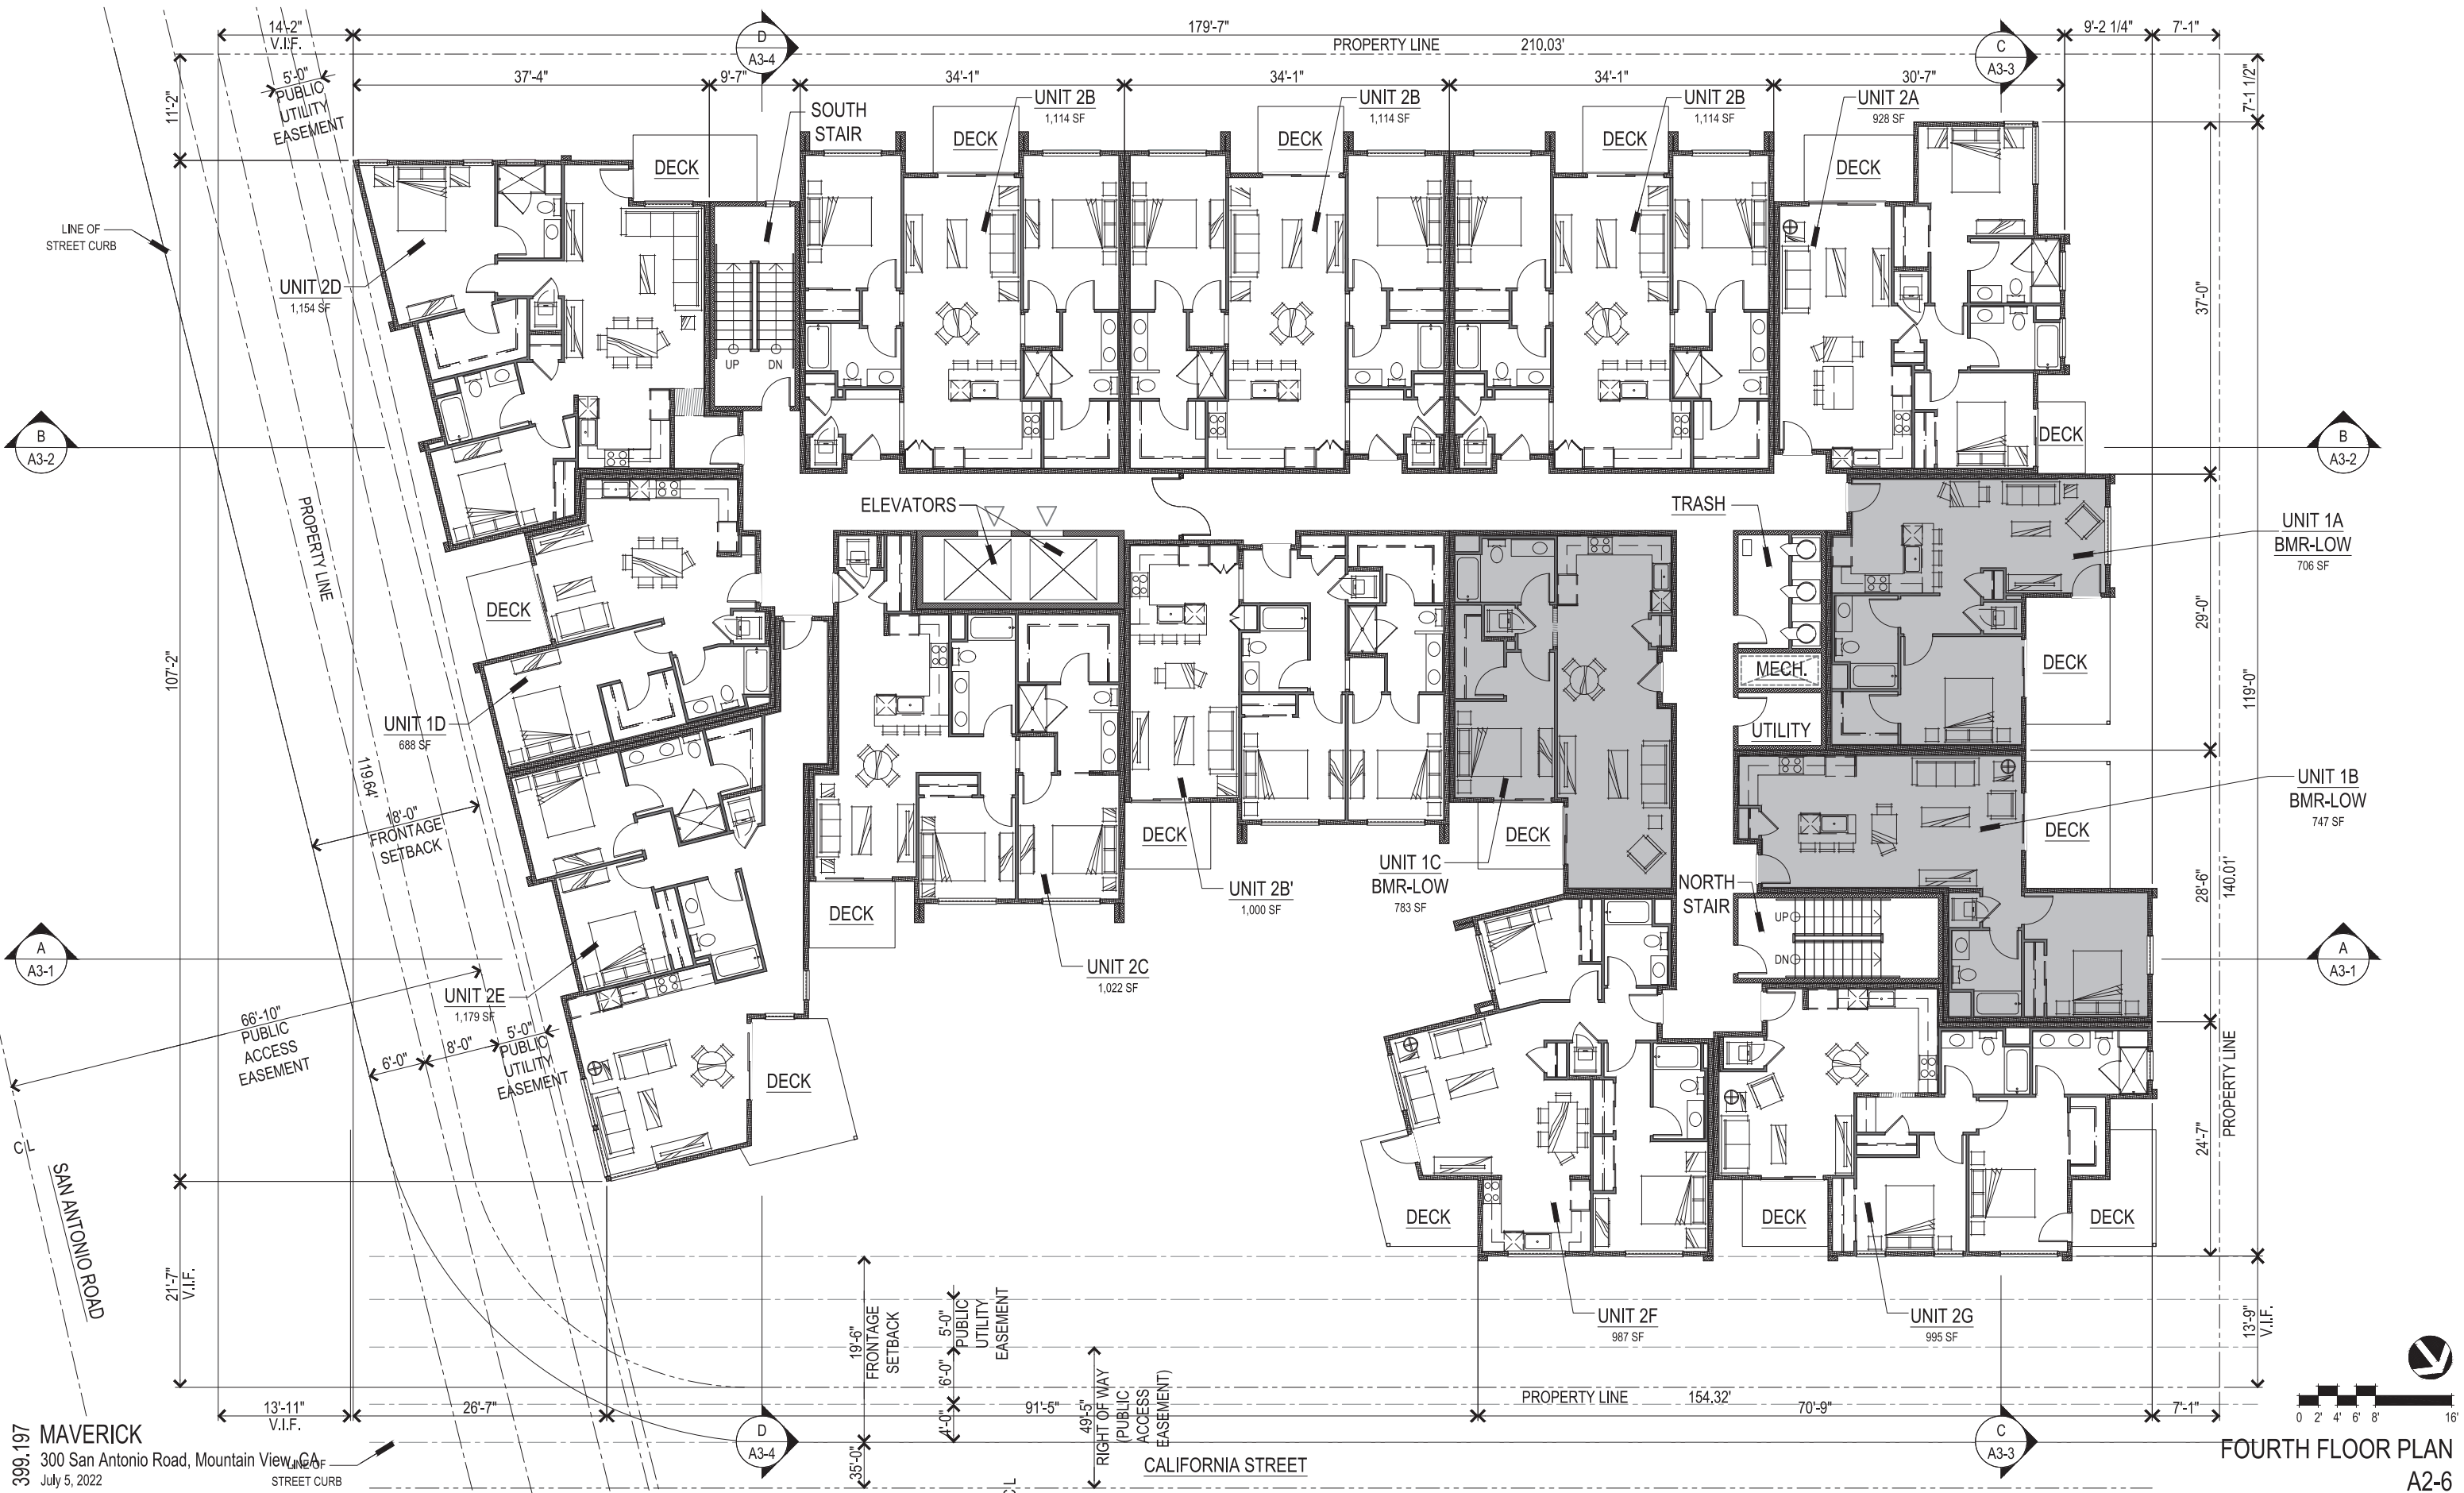 14'-2"
V.I.F.
179'-7"
9'-2 1/4"
7'-1"
D
A3-4
PROPERTY LINE 210.03'
C
A3-3
5'-0"
PUBLIC
UTILITY
EASEMENT
37'-4"
9'-7"
34'-1"
34'-1"
34'-1"
30'-7"
11'-2"
7'-1 1/2"
SOUTH
STAIR
UNIT 2B
1,114 SF
UNIT 2B
1,114 SF
UNIT 2B
1,114 SF
UNIT 2A
928 SF
DECK
DECK
DECK
DECK
DECK
LINE OF
STREET CURB
UNIT 2D
1,154 SF
UP
DN
37'-0"
B
A3-2
DECK
B
A3-2
PROPERTY LINE
ELEVATORS
TRASH
UNIT 1A
BMR-LOW
706 SF
DECK
107'-2"
29'-0"
119'-0"
MECH.
DECK
UNIT 1D
688 SF
UTILITY
119.64'
18'-0"
FRONTAGE
SETBACK
UNIT 1B
BMR-LOW
747 SF
DECK
DECK
DECK
UNIT 1C
BMR-LOW
783 SF
UNIT 2B'
1,000 SF
NORTH
STAIR
28'-6"
140.01'
DECK
UP
DN
A
A3-1
A
A3-1
UNIT 2C
1,022 SF
UNIT 2E
1,179 SF
66'-10"
PUBLIC
ACCESS
EASEMENT
6'-0"
8'-0"
5'-0"
PUBLIC
UTILITY
EASEMENT
DECK
PROPERTY LINE
24'-7"
CL
SAN ANTONIO ROAD
DECK
DECK
DECK
21'-7"
V.I.F.
19'-6"
FRONTAGE
SETBACK
5'-0"
PUBLIC
UTILITY
EASEMENT
6'-0"
4'-0"
35'-0"
49'-5"
RIGHT OF WAY
(PUBLIC
ACCESS
EASEMENT)
UNIT 2F
987 SF
UNIT 2G
995 SF
13'-9"
V.I.F.
PROPERTY LINE 154.32'
13'-11"
V.I.F.
26'-7"
91'-5"
70'-9"
7'-1"
0 2' 4' 6' 8' 16'
D
A3-4
C
A3-3
CL
CALIFORNIA STREET
399.197
MAVERICK
300 San Antonio Road, Mountain View, CA
July 5, 2022
LINE OF
STREET CURB
FOURTH FLOOR PLAN
A2-6